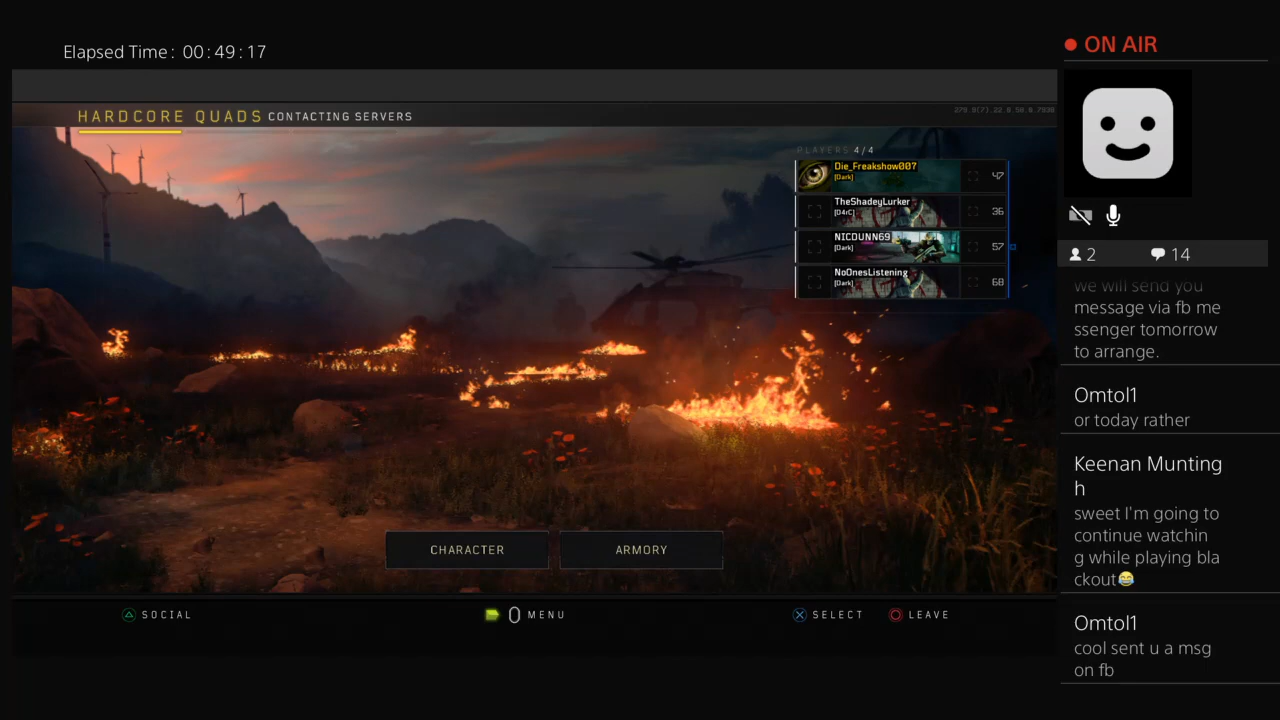 Elapsed Time: 00:49:17
ON AIR
HARDCORE QUADS CONTACTING SERVERS
PLAYERS 4/4
Die_Freakshow007 47
[Dark]
TheShadeyLurker 36
[D4rC]
NICDUNN69 57
[Dark]
NoOnesListening 68
[Dark]
CHARACTER
ARMORY
SOCIAL
0 MENU
SELECT
LEAVE
2 14
we will send you
message via fb me
ssenger tomorrow
to arrange.
Omtol1
or today rather
Keenan Munting
h
sweet I'm going to
continue watchin
g while playing bla
ckout😂
Omtol1
cool sent u a msg
on fb